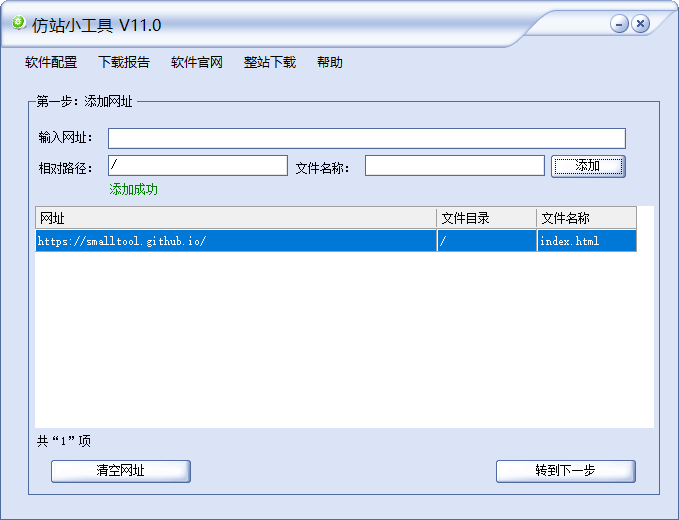 仿站小工具 V11.0
软件配置 下载报告 软件官网 整站下载 帮助
第一步：添加网址
输入网址：
相对路径： / 文件名称： 添加
添加成功
网址 文件目录 文件名称
https://smalltool.github.io/ / index.html
共“1”项
清空网址 转到下一步